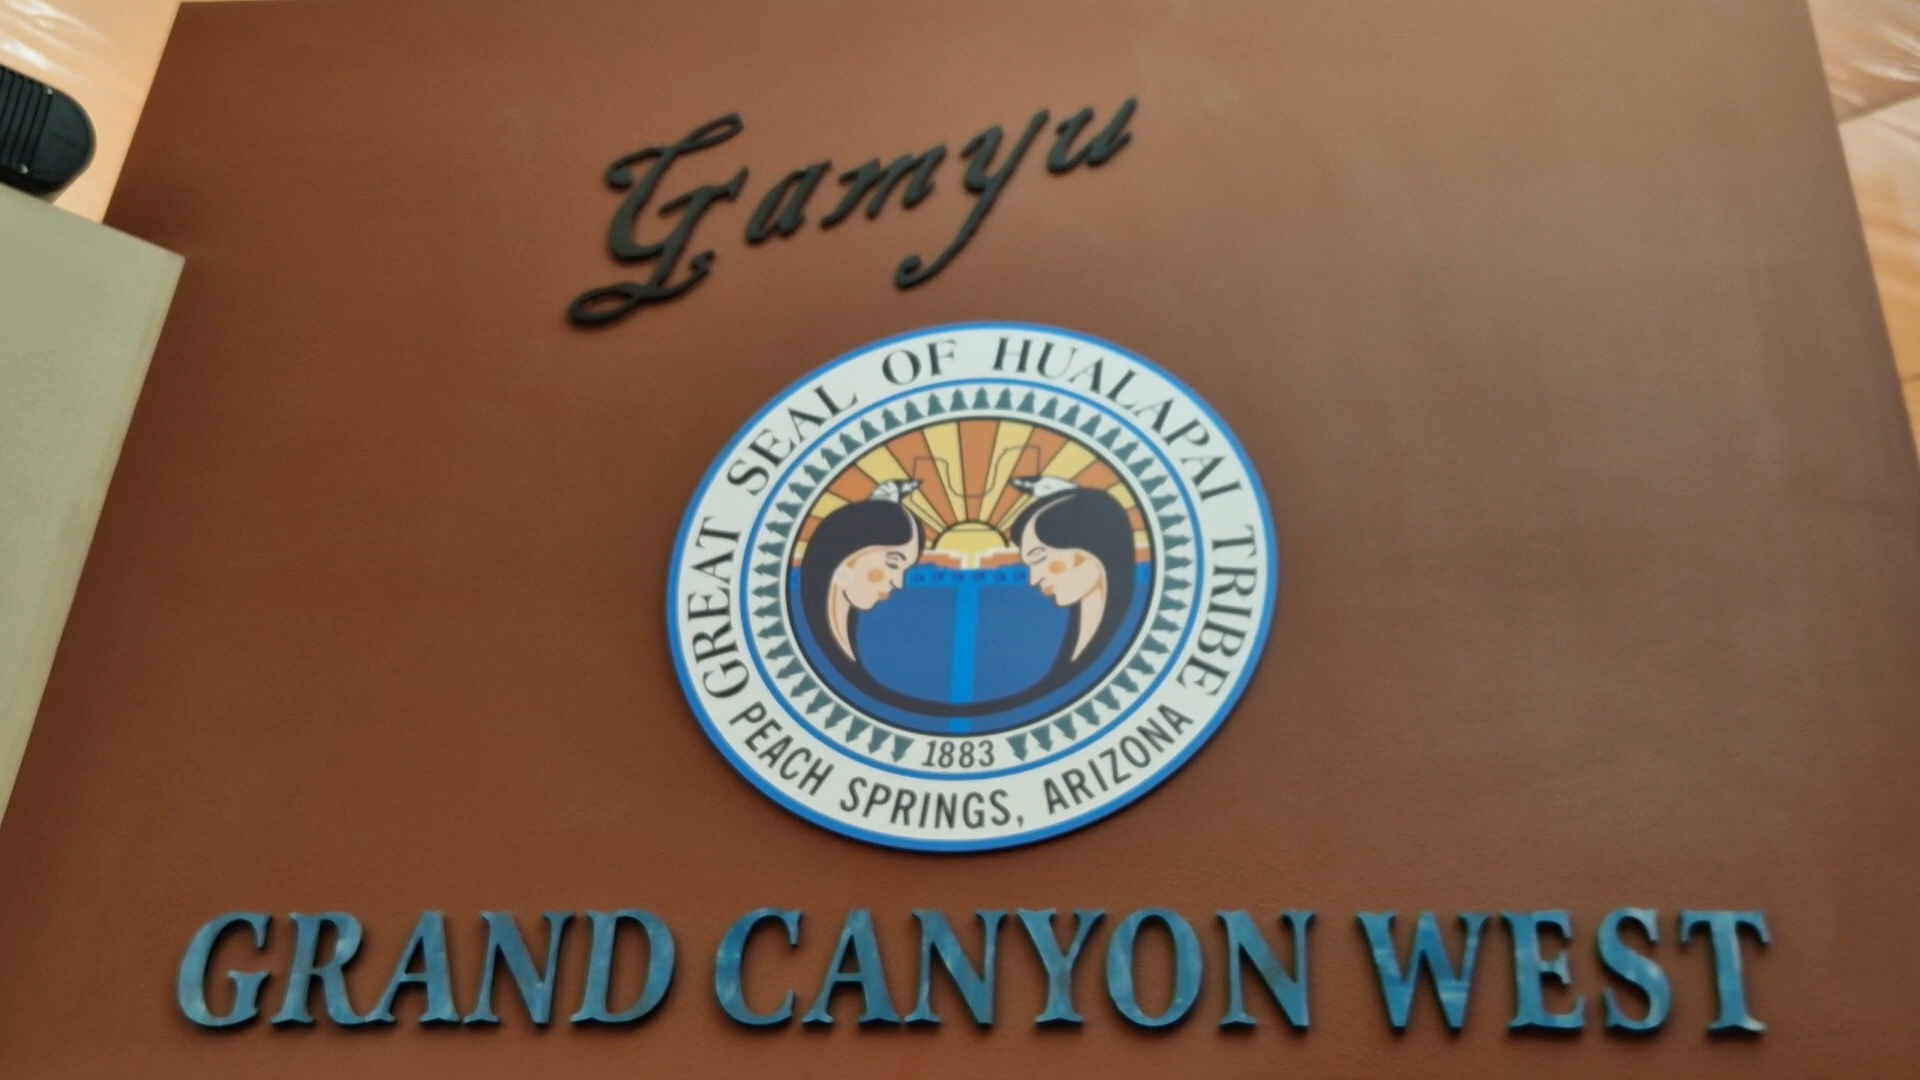 Gamyu
GREAT SEAL OF HUALAPAI TRIBE
1883
PEACH SPRINGS, ARIZONA
GRAND CANYON WEST